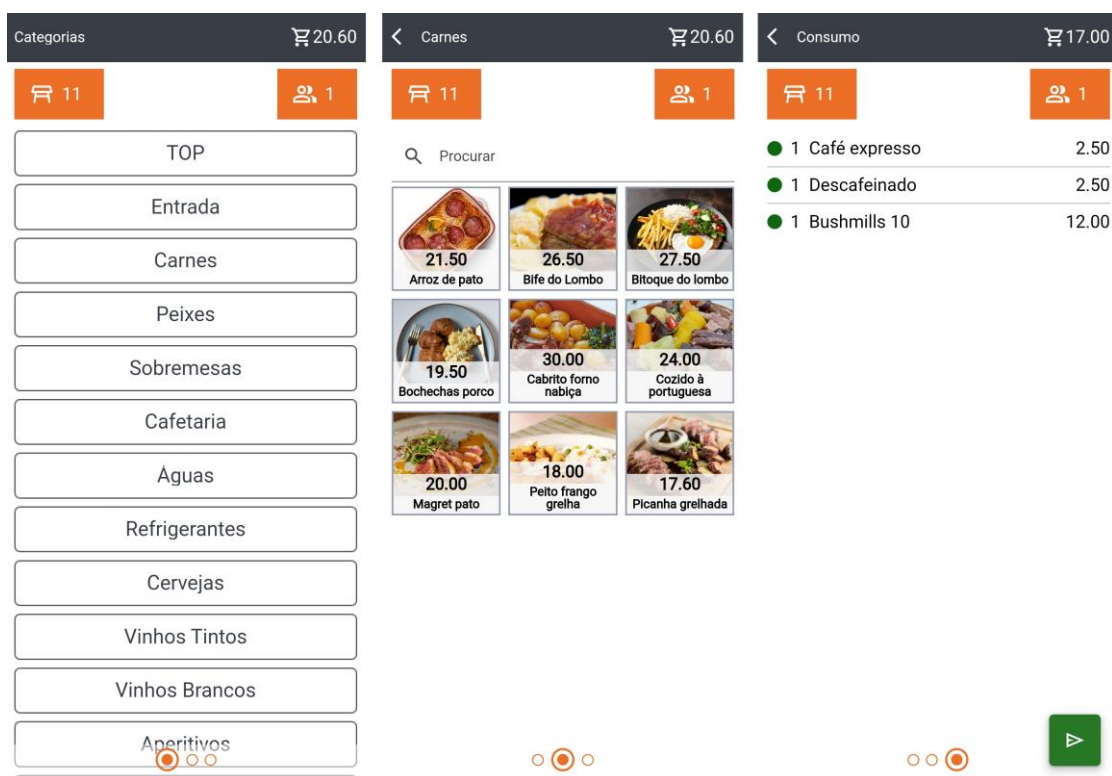 Categorias
20.60
11
1
TOP
Entrada
Carnes
Peixes
Sobremesas
Cafetaria
Águas
Refrigerantes
Cervejas
Vinhos Tintos
Vinhos Brancos
Aperitivos
Carnes
20.60
11
1
Procurar
21.50
Arroz de pato
26.50
Bife do Lombo
27.50
Bitoque do lombo
19.50
Bochechas porco
30.00
Cabrito forno
nabiça
24.00
Cozido à
portuguesa
20.00
Magret pato
18.00
Peito frango
grelha
17.60
Picanha grelhada
Consumo
17.00
11
1
1 Café expresso 2.50
1 Descafeinado 2.50
1 Bushmills 10 12.00